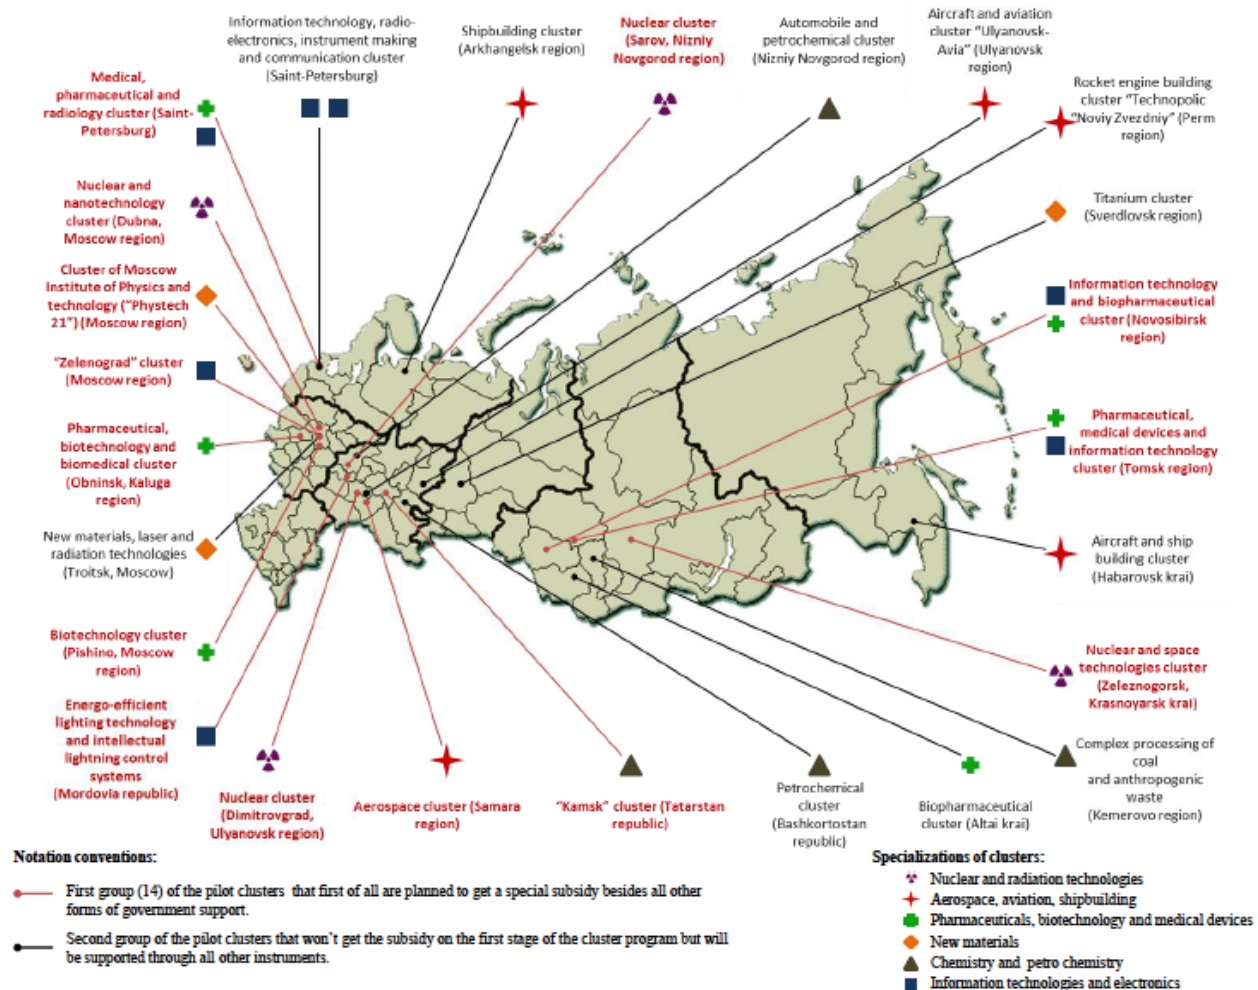 Information technology, radio-
electronics, instrument making
and communication cluster
(Saint-Petersburg)
Shipbuilding cluster
(Arkhangelsk region)
Nuclear cluster
(Sarov, Nizniy
Novgorod region)
Automobile and
petrochemical cluster
(Nizniy Novgorod region)
Aircraft and aviation
cluster "Ulyanovsk-
Avia" (Ulyanovsk
region)
Rocket engine building
cluster "Technopolic
"Noviy Zvezdniy" (Perm
region)
Titanium cluster
(Sverdlovsk region)
Information technology
and biopharmaceutical
cluster (Novosibirsk
region)
Pharmaceutical,
medical devices and
information technology
cluster (Tomsk region)
Aircraft and ship
building cluster
(Habarovsk krai)
Nuclear and space
technologies cluster
(Zeleznogorsk,
Krasnoyarsk krai)
Complex processing of
coal
and anthropogenic
waste
(Kemerovo region)
Medical,
pharmaceutical and
radiology cluster (Saint-
Petersburg)
Nuclear and
nanotechnology
cluster (Dubna,
Moscow region)
Cluster of Moscow
Institute of Physics and
technology ("Phystech
21") (Moscow region)
"Zelenograd" cluster
(Moscow region)
Pharmaceutical,
biotechnology and
biomedical cluster
(Obninsk, Kaluga
region)
New materials, laser and
radiation technologies
(Troitsk, Moscow)
Biotechnology cluster
(Pishino, Moscow
region)
Energo-efficient
lighting technology
and intellectual
lightning control
systems
(Mordovia republic)
Nuclear cluster
(Dimitrovgrad,
Ulyanovsk region)
Aerospace cluster (Samara
region)
"Kamsk" cluster (Tatarstan
republic)
Petrochemical
cluster
(Bashkortostan
republic)
Biopharmaceutical
cluster (Altai krai)
Notation conventions:
First group (14) of the pilot clusters that first of all are planned to get a special subsidy besides all other
forms of government support.
Second group of the pilot clusters that won't get the subsidy on the first stage of the cluster program but will
be supported through all other instruments.
Specializations of clusters:
Nuclear and radiation technologies
Aerospace, aviation, shipbuilding
Pharmaceuticals, biotechnology and medical devices
New materials
Chemistry and petro chemistry
Information technologies and electronics